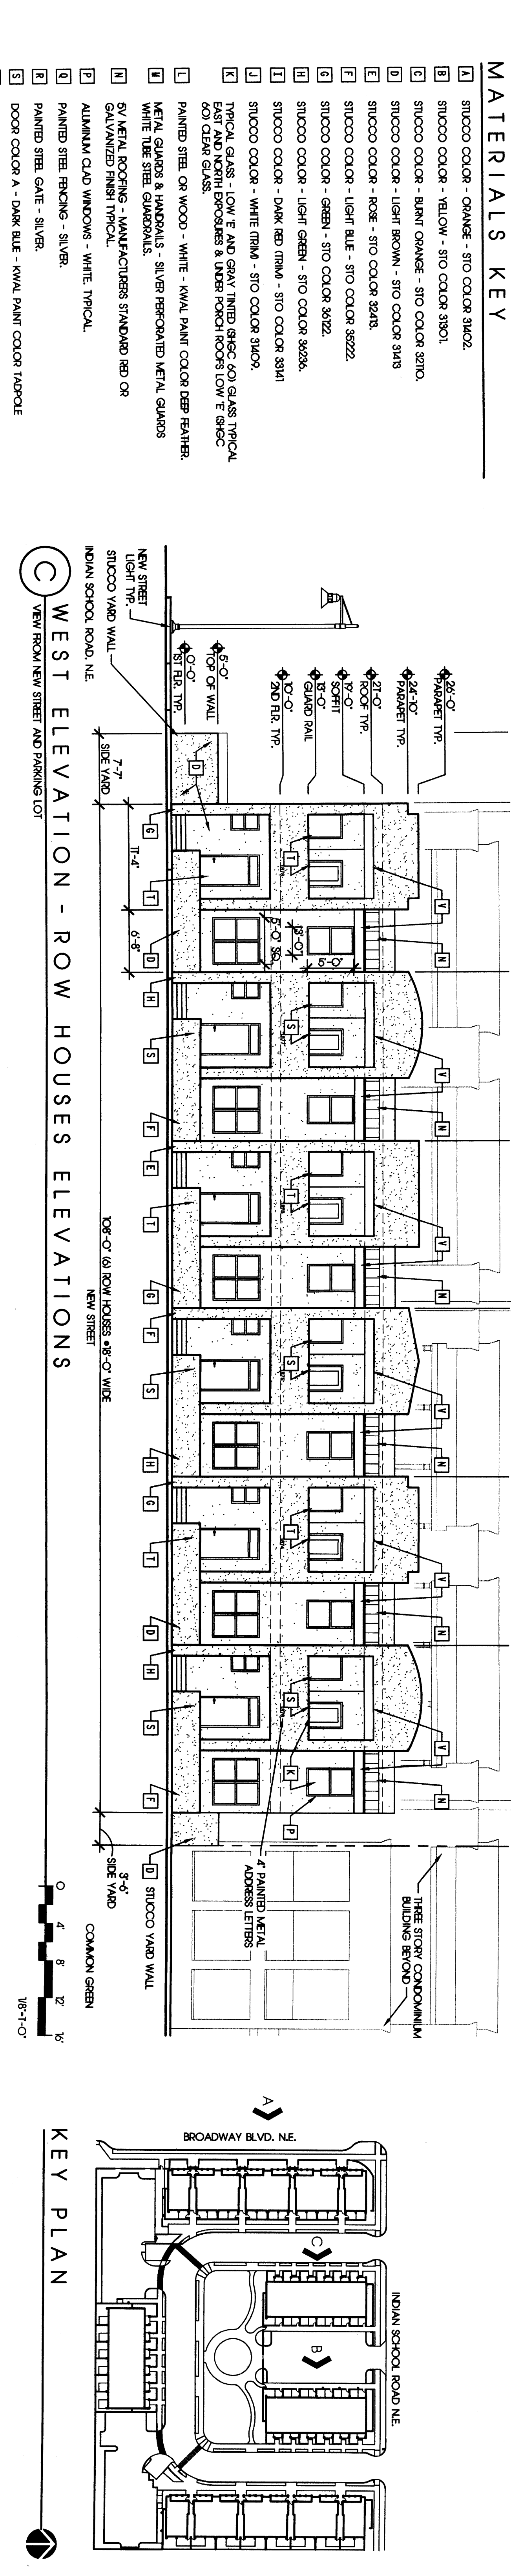 MATERIALS KEY
A STUCCO COLOR - ORANGE - STO COLOR 31402.
B STUCCO COLOR - YELLOW - STO COLOR 31301.
C STUCCO COLOR - BURNT ORANGE - STO COLOR 32110.
D STUCCO COLOR - LIGHT BROWN - STO COLOR 31413
E STUCCO COLOR - ROSE - STO COLOR 32413.
F STUCCO COLOR - LIGHT BLUE - STO COLOR 35222.
G STUCCO COLOR - GREEN - STO COLOR 36122.
H STUCCO COLOR - LIGHT GREEN - STO COLOR 36236.
I STUCCO COLOR - DARK RED (TRIM) - STO COLOR 33141
J STUCCO COLOR - WHITE (TRIM) - STO COLOR 31409.
K TYPICAL GLASS - LOW 'E' AND GRAY TINTED (SHGC .60) GLASS TYPICAL
EAST AND NORTH EXPOSURES & UNDER PORCH ROOFS LOW 'E' (SHGC
.60) CLEAR GLASS.
L PAINTED STEEL OR WOOD - WHITE - KWAL PAINT COLOR DEEP FEATHER.
M METAL GUARDS & HANDRAILS - SILVER PERFORATED METAL GUARDS
WHITE TUBE STEEL GUARDRAILS.
N 5V METAL ROOFING - MANUFACTURERS STANDARD RED OR
GALVANIZED FINISH TYPICAL.
P ALUMINUM CLAD WINDOWS - WHITE. TYPICAL.
Q PAINTED STEEL FENCING - SILVER.
R PAINTED STEEL GATE - SILVER.
S DOOR COLOR A - DARK BLUE - KWAL PAINT COLOR TADPOLE
26'-0"
PARAPET TYP.
24'-10"
PARAPET TYP.
21'-0"
ROOF TYP.
19'-0"
SOFFIT
13'-0"
GUARD RAIL
10'-0"
2ND FLR. TYP.
5'-0"
TOP OF WALL
0'-0"
1ST FLR. TYP.
NEW STREET
LIGHT TYP.
STUCCO YARD WALL
INDIAN SCHOOL ROAD, N.E.
V N V N V N V N V N V N
T S T S T S K P
D
3'-0"
5'-0"
5'-0" SQ.
4" PAINTED METAL
ADDRESS LETTERS
THREE STORY CONDOMINIUM
BUILDING BEYOND
G T D H S F E T G F S H G T D H S F
D STUCCO YARD WALL
7'-7"
SIDE YARD
11'-4"
6'-8"
108'-0" (6) ROW HOUSES @18'-0" WIDE
NEW STREET
3'-6"
SIDE YARD
COMMON GREEN
C WEST ELEVATION - ROW HOUSES ELEVATIONS
VIEW FROM NEW STREET AND PARKING LOT
0 4' 8' 12' 16'
1/8"=1'-0"
INDIAN SCHOOL ROAD N.E.
BROADWAY BLVD. N.E.
A
C
B
KEY PLAN